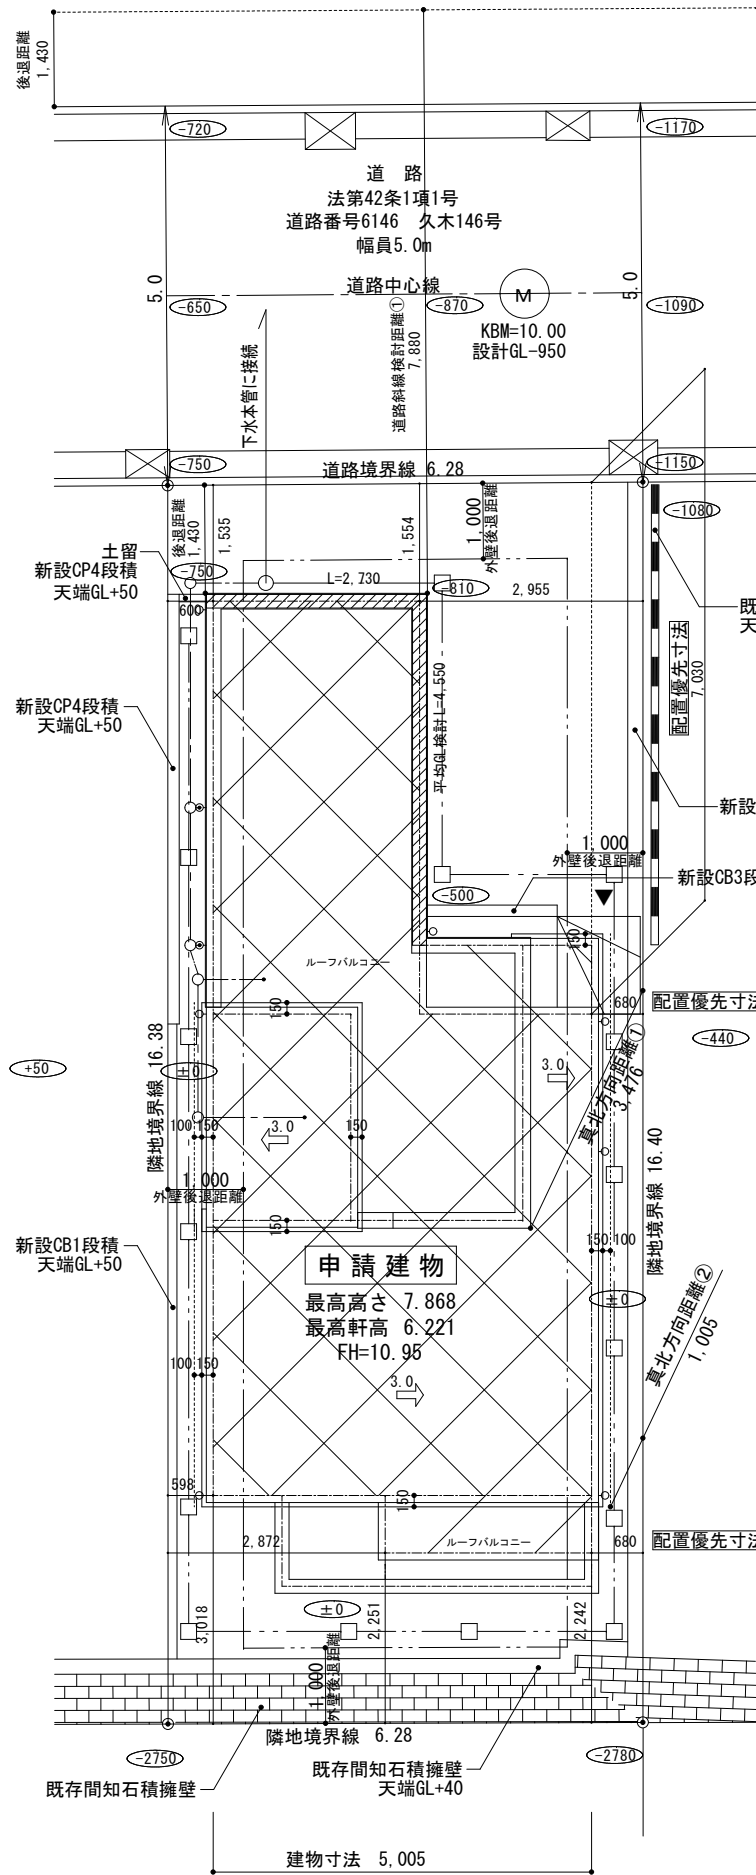 後退距離
1,430
-720
-1170
道　路
法第42条1項1号
道路番号6146　久木146号
幅員5.0m
5.0
5.0
道路中心線
-650
-870
M
-1090
KBM=10.00
設計GL-950
道路斜線検討距離①
7,880
下水本管に接続
-750
道路境界線 6.28
-1150
後退距離
1,430
1,535
1,554
1,000
外壁後退距離
-1080
土留
新設CP4段積
天端GL+50
-750
L=2,730
-810
2,955
600
既
天
配置優先寸法
7,030
平均GL検討L=4,550
新設CP4段積
天端GL+50
新設
1,000
外壁後退距離
新設CB3段
-500
150
ルーフバルコニー
680
配置優先寸法
150
+50
±0
隣地境界線 16.38
3.0
真北方向距離①
3,476
-440
100
150
3.0
150
1,000
外壁後退距離
隣地境界線 16.40
150
新設CB1段積
天端GL+50
申請建物
最高高さ 7.868
最高軒高 6.221
FH=10.95
150
100
±0
真北方向距離②
1,005
100
150
3.0
598
150
2,872
ルーフバルコニー
680
配置優先寸法
±0
3,018
2,251
2,242
1,000
外壁後退距離
隣地境界線 6.28
-2750
-2780
既存間知石積擁壁
既存間知石積擁壁
天端GL+40
建物寸法 5,005